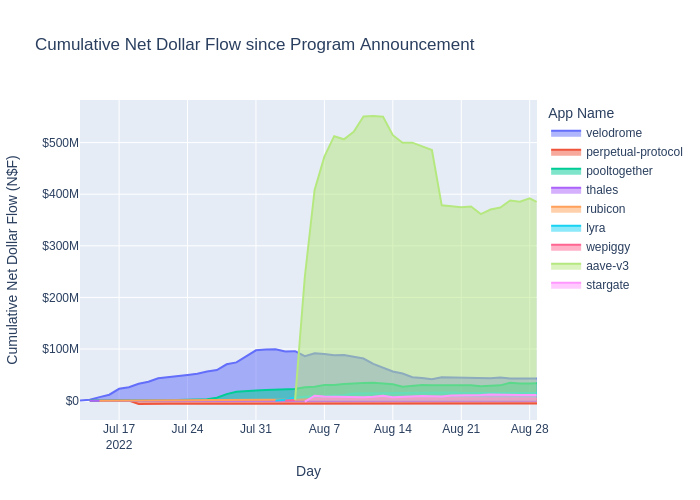 Cumulative Net Dollar Flow since Program Announcement
App Name
velodrome
perpetual-protocol
pooltogether
thales
rubicon
lyra
wepiggy
aave-v3
stargate
Cumulative Net Dollar Flow (N$F)
$500M
$400M
$300M
$200M
$100M
$0
Jul 17
2022
Jul 24
Jul 31
Aug 7
Aug 14
Aug 21
Aug 28
Day